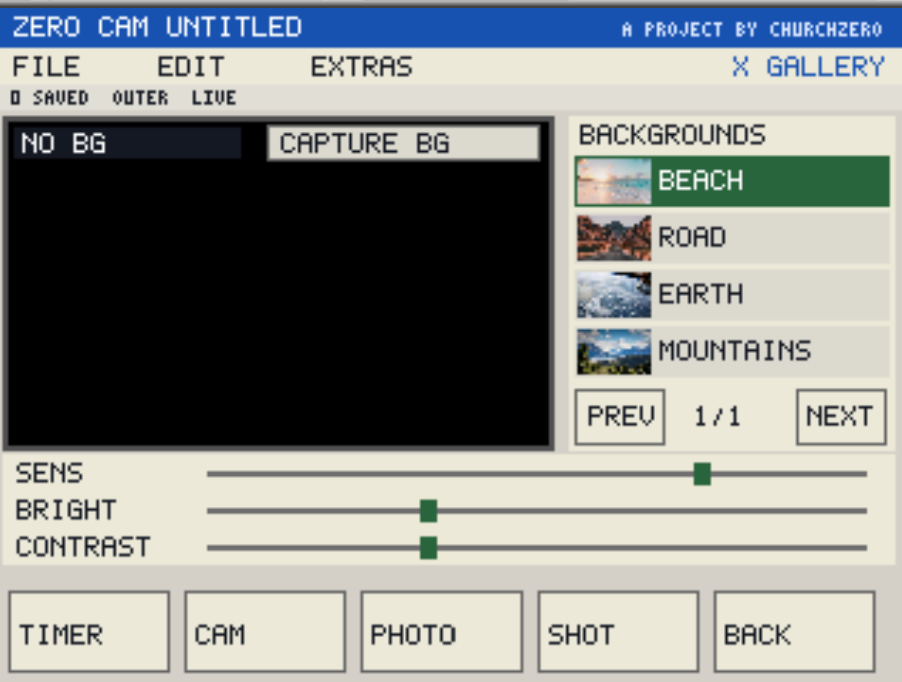 ZERO CAM UNTITLED A PROJECT BY CHURCHZERO
FILE EDIT EXTRAS X GALLERY
0 SAVED OUTER LIVE
NO BG CAPTURE BG
BACKGROUNDS
BEACH
ROAD
EARTH
MOUNTAINS
PREV 1/1 NEXT
SENS
BRIGHT
CONTRAST
TIMER CAM PHOTO SHOT BACK